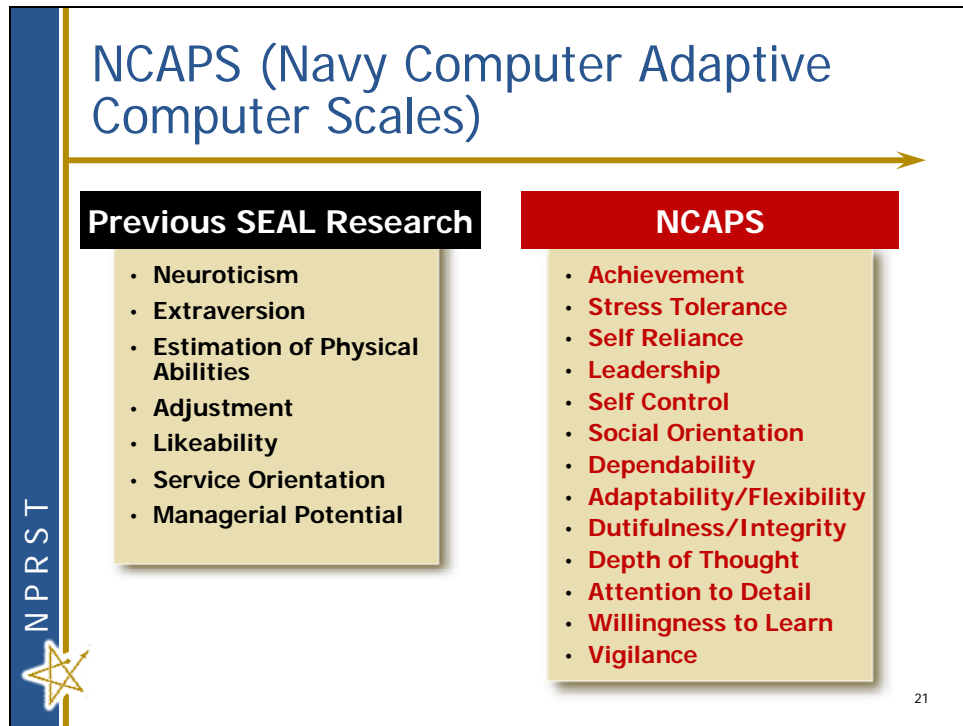 NCAPS (Navy Computer Adaptive
Computer Scales)
Previous SEAL Research
• Neuroticism
• Extraversion
• Estimation of Physical
Abilities
• Adjustment
• Likeability
• Service Orientation
• Managerial Potential
NCAPS
• Achievement
• Stress Tolerance
• Self Reliance
• Leadership
• Self Control
• Social Orientation
• Dependability
• Adaptability/Flexibility
• Dutifulness/Integrity
• Depth of Thought
• Attention to Detail
• Willingness to Learn
• Vigilance
NPRST
21